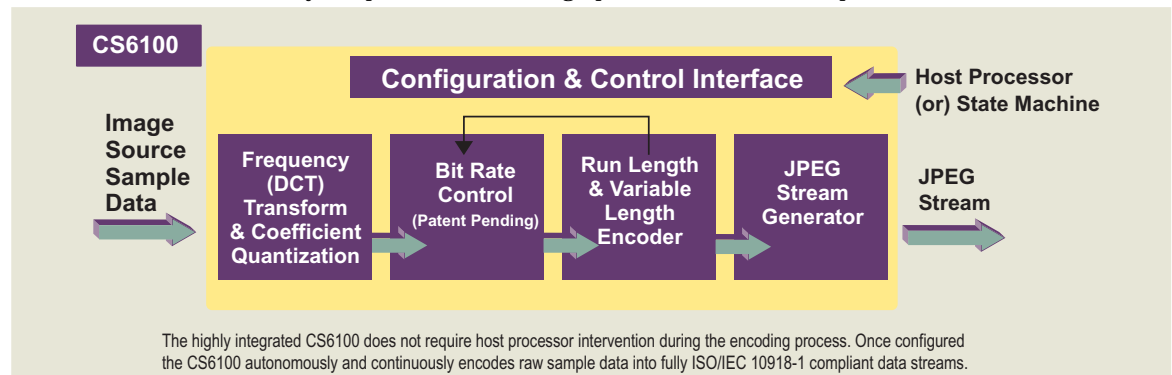 CS6100
Configuration & Control Interface
Host Processor
(or) State Machine
Image
Source
Sample
Data
Frequency
(DCT)
Transform
& Coefficient
Quantization
Bit Rate
Control
(Patent Pending)
Run Length
& Variable
Length
Encoder
JPEG
Stream
Generator
JPEG
Stream
The highly integrated CS6100 does not require host processor intervention during the encoding process. Once configured
the CS6100 autonomously and continuously encodes raw sample data into fully ISO/IEC 10918-1 compliant data streams.